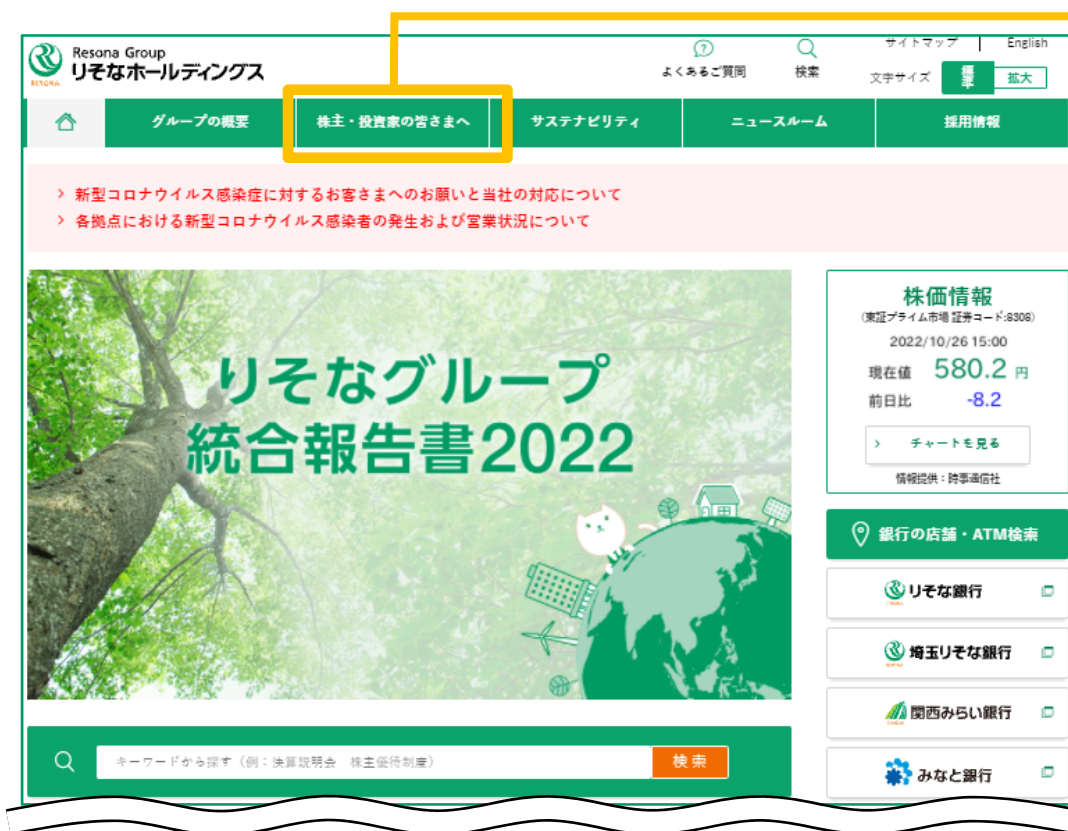 Resona Group
りそなホールディングス
RESONA
よくあるご質問
検索
サイトマップ
English
文字サイズ
標準
拡大
グループの概要
株主・投資家の皆さまへ
サステナビリティ
ニュースルーム
採用情報
> 新型コロナウイルス感染症に対するお客さまへのお願いと当社の対応について
> 各拠点における新型コロナウイルス感染者の発生および営業状況について
りそなグループ
統合報告書2022
株価情報
(東証プライム市場 証券コード:8308)
2022/10/26 15:00
現在値 580.2 円
前日比 -8.2
> チャートを見る
情報提供：時事通信社
銀行の店舗・ATM検索
りそな銀行
埼玉りそな銀行
関西みらい銀行
みなと銀行
キーワードから探す（例：決算説明会 株主優待制度）
検索